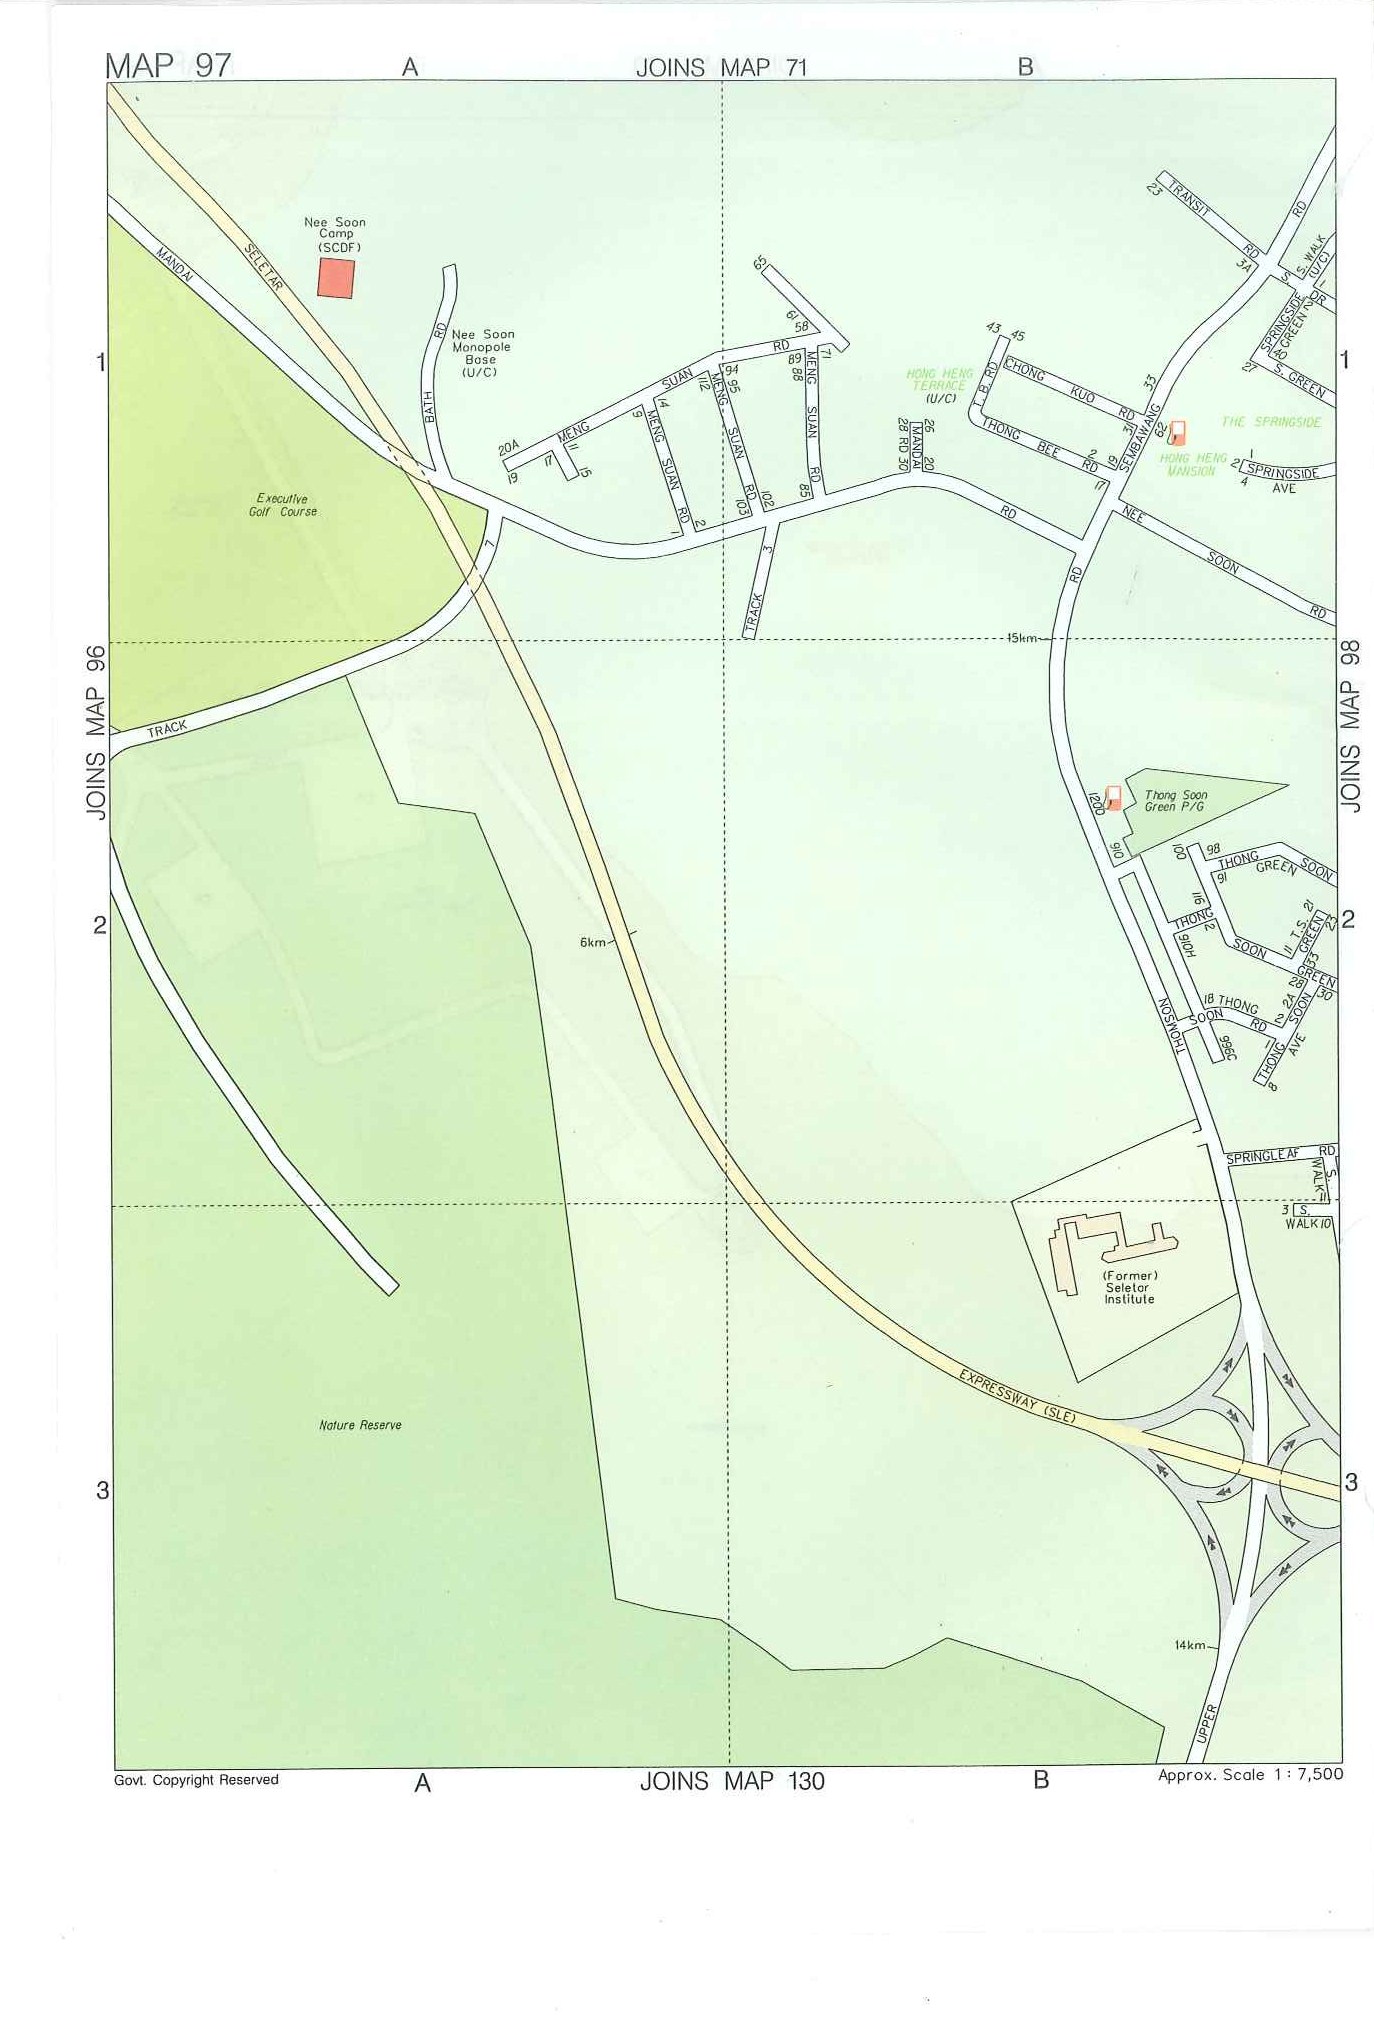 MAP 97
A
JOINS MAP 71
B
Nee Soon
Camp
(SCDF)
SELETAR
MANDAI
23
TRANSIT
RD
3A
RD
S. WALK
(U/C)
S.
DR
1
SPRINGSIDE
GREEN
2
40
27
S. GREEN
65
61
58
RD
71
89
88
MENG
SUAN
RD
85
RD
BATH
Nee Soon
Monopole
Base
(U/C)
43
45
T. B. RD
CHONG
KUO
RD
31
33
HONG HENG
TERRACE
(U/C)
94
95
112
MENG
SUAN
RD
103
102
SUAN
14
9
MENG
SUAN
RD
1
2
MENG
20A
19
17
11
15
26
28
MANDAI
RD
30
20
THONG
BEE
RD
2
19
17
SEMBAWANG
62
THE SPRINGSIDE
HONG HENG
MANSION
1
2
4
SPRINGSIDE
AVE
1
1
Executive
Golf Course
7
3
TRACK
RD
NEE
SOON
RD
RD
15km
JOINS MAP 96
JOINS MAP 98
TRACK
120D
Thong Soon
Green P/G
910
100
98
THONG
GREEN
SOON
91
116
THONG
12
910H
SOON
GREEN
11
T.S.
GREEN
21
23
33
28
30
2A
2
SOON
AVE
THONG
8
1
18
THONG
SOON
RD
996C
THOMSON
2
2
6km
SPRINGLEAF
RD
S.
WALK 11
3
S.
WALK 10
(Former)
Seletar
Institute
EXPRESSWAY (SLE)
Nature Reserve
3
3
14km
UPPER
Govt. Copyright Reserved
A
JOINS MAP 130
B
Approx. Scale 1 : 7,500